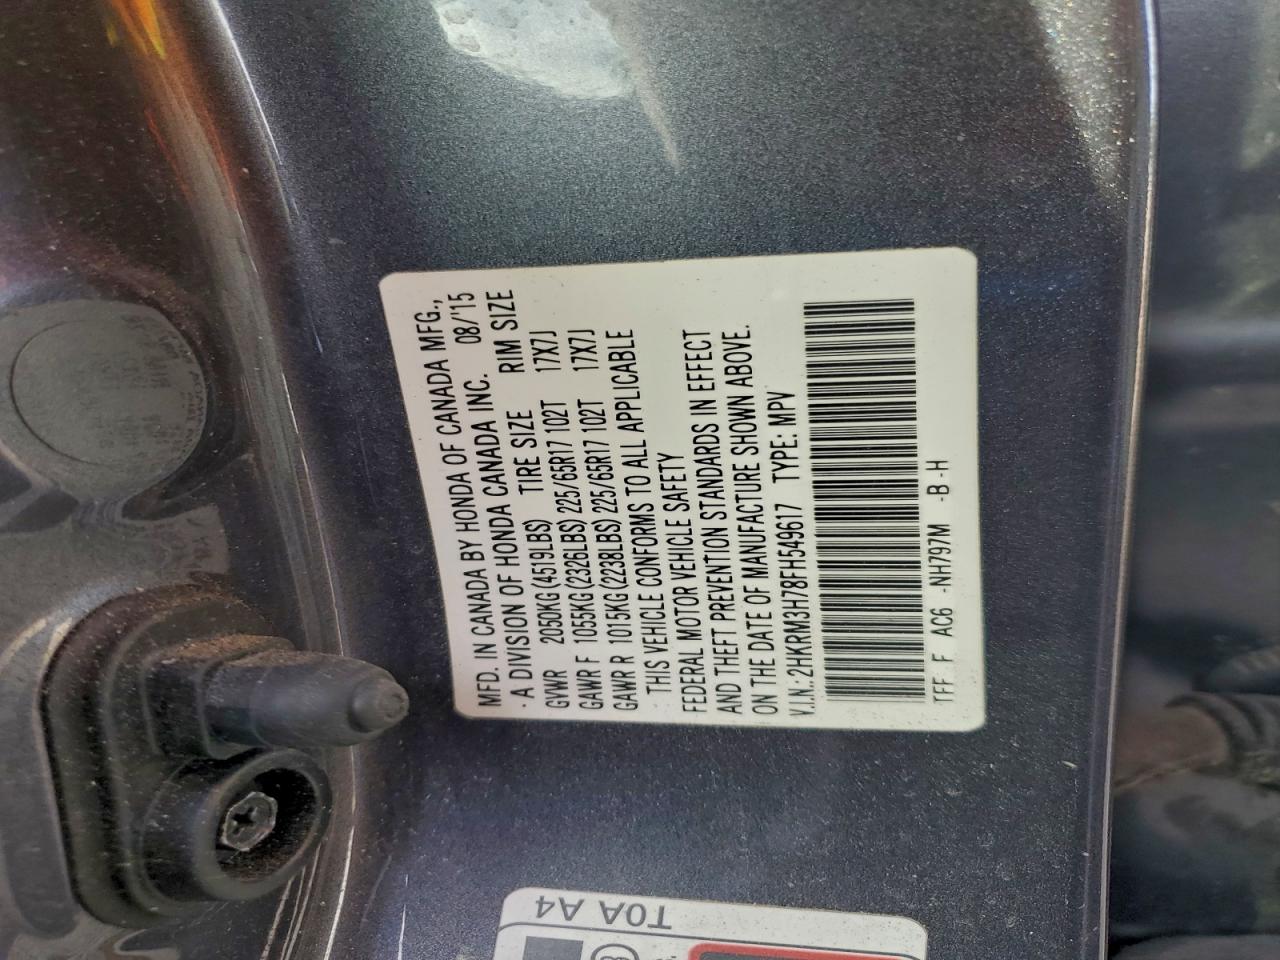 MFD. IN CANADA BY HONDA OF CANADA MFG.,
· A DIVISION OF HONDA CANADA INC. 08/'15
GVWR 2050KG(4519LBS) TIRE SIZE RIM SIZE
GAWR F 1055KG(2326LBS) 225/65R17 102T 17X7J
GAWR R 1015KG(2238LBS) 225/65R17 102T 17X7J
· THIS VEHICLE CONFORMS TO ALL APPLICABLE
FEDERAL MOTOR VEHICLE SAFETY
AND THEFT PREVENTION STANDARDS IN EFFECT
ON THE DATE OF MANUFACTURE SHOWN ABOVE.
V.I.N.: 2HKRM3H78FH549617 TYPE: MPV
TFF F AC6 -NH797M -B -H
T0A A4